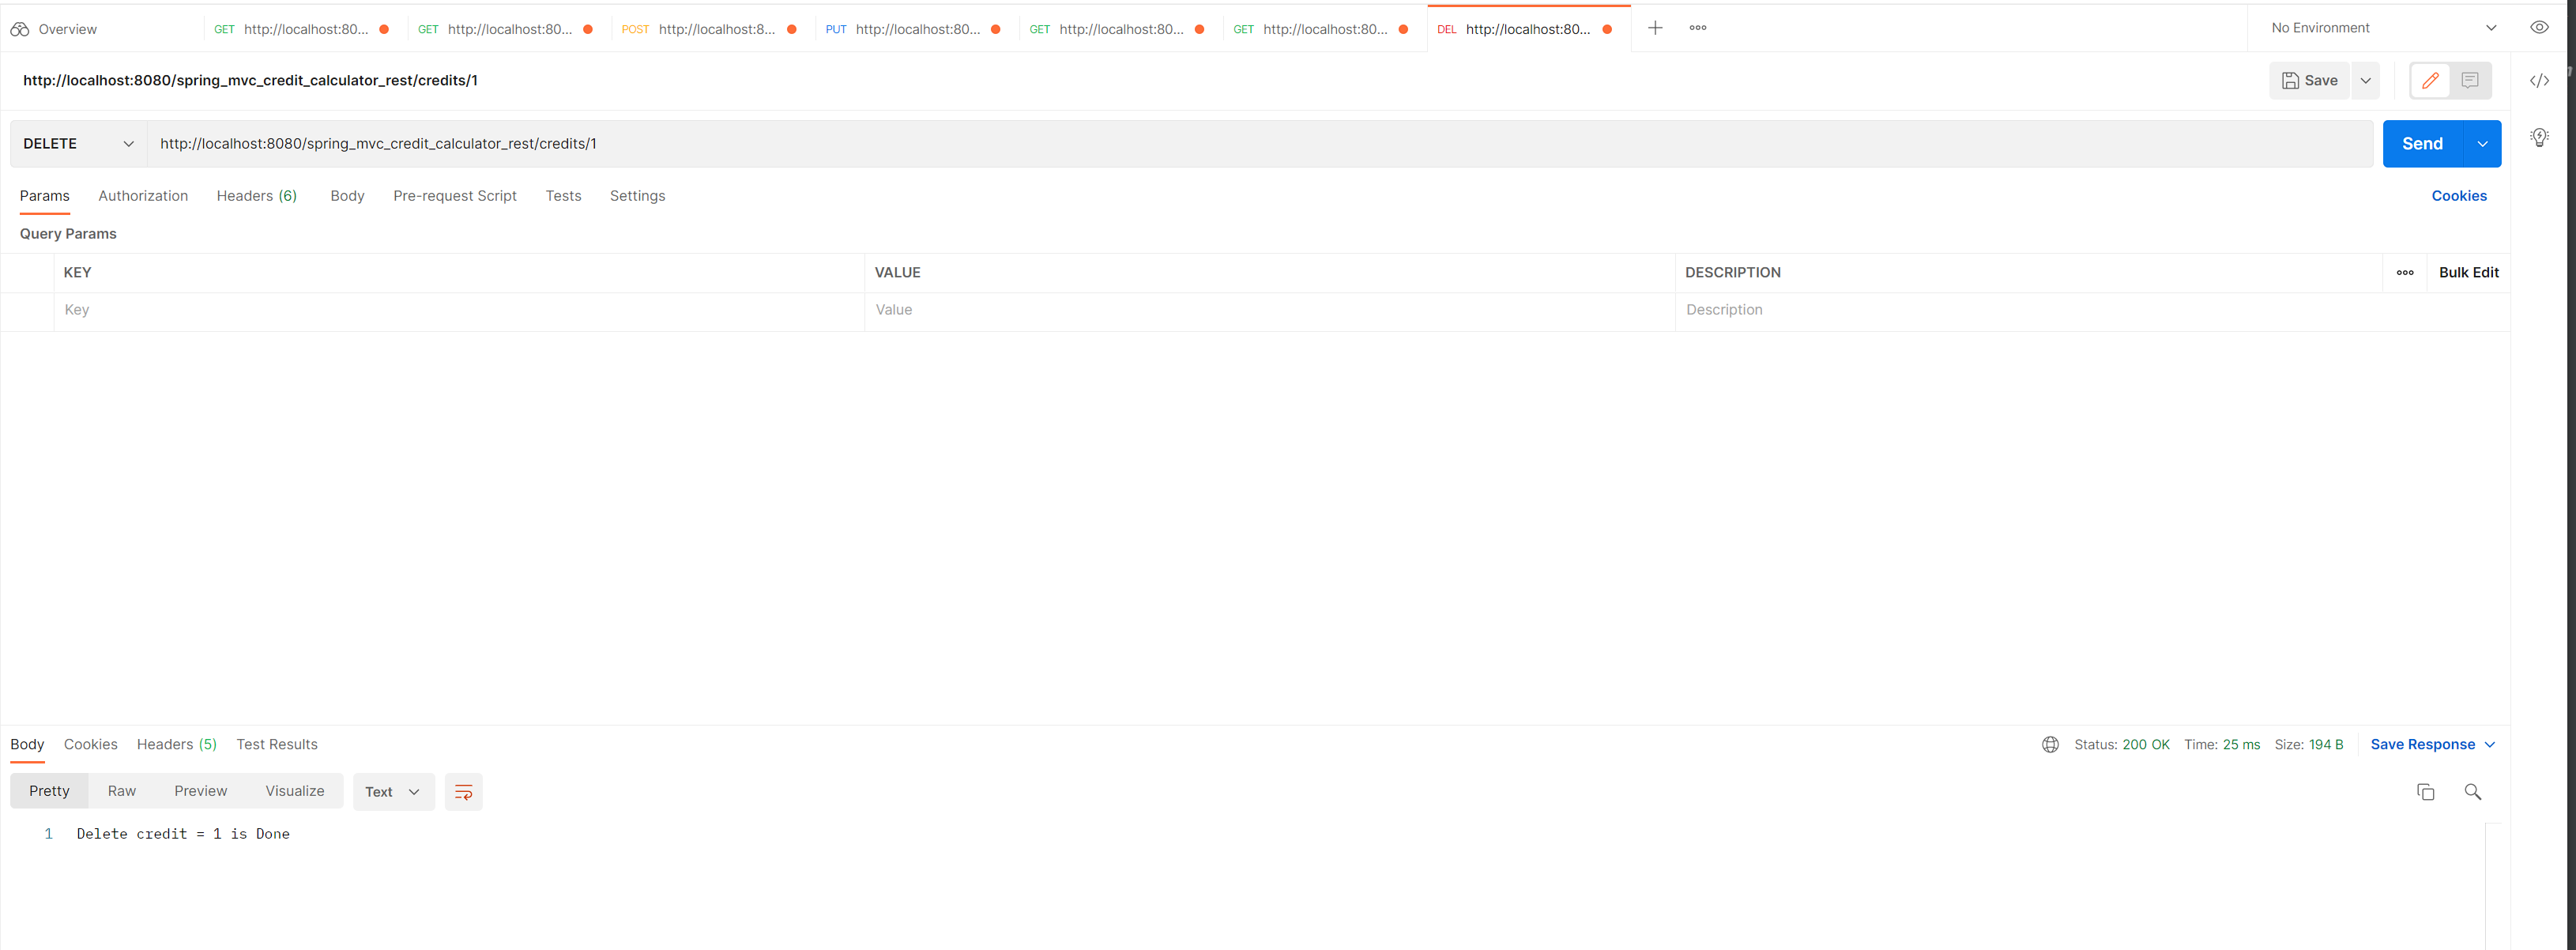 Overview GET http://localhost:80... GET http://localhost:80... POST http://localhost:8... PUT http://localhost:80... GET http://localhost:80... GET http://localhost:80... DEL http://localhost:80... No Environment
http://localhost:8080/spring_mvc_credit_calculator_rest/credits/1 Save
DELETE http://localhost:8080/spring_mvc_credit_calculator_rest/credits/1 Send
Params Authorization Headers (6) Body Pre-request Script Tests Settings Cookies
Query Params
KEY VALUE DESCRIPTION Bulk Edit
Key Value Description
Body Cookies Headers (5) Test Results Status: 200 OK Time: 25 ms Size: 194 B Save Response
Pretty Raw Preview Visualize Text
1 Delete credit = 1 is Done